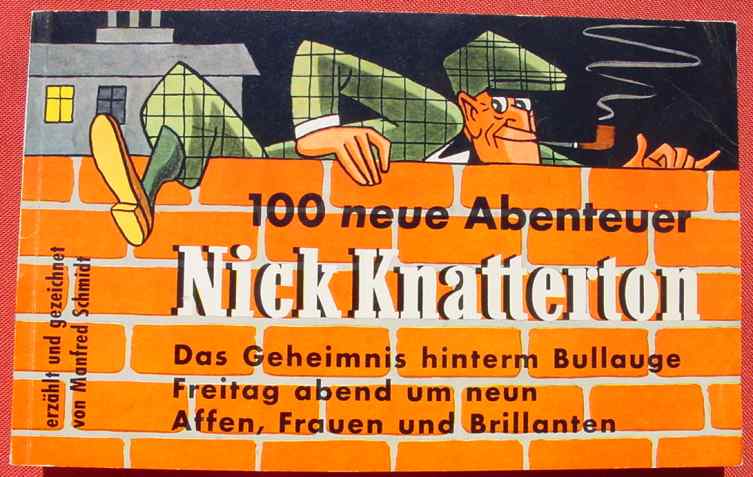 100 neue Abenteuer
Nick Knatterton
Das Geheimnis hinterm Bullauge
Freitag abend um neun
Affen, Frauen und Brillanten
erzählt und gezeichnet
von Manfred Schmidt